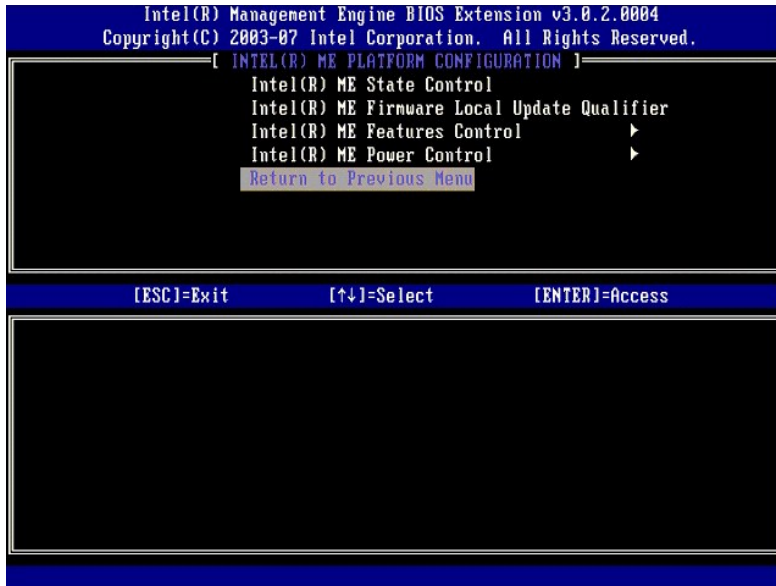 Intel(R) Management Engine BIOS Extension v3.0.2.0004
Copyright(C) 2003-07 Intel Corporation. All Rights Reserved.
[ INTEL(R) ME PLATFORM CONFIGURATION ]
Intel(R) ME State Control
Intel(R) ME Firmware Local Update Qualifier
Intel(R) ME Features Control ►
Intel(R) ME Power Control ►
Return to Previous Menu
[ESC]=Exit [↑↓]=Select [ENTER]=Access